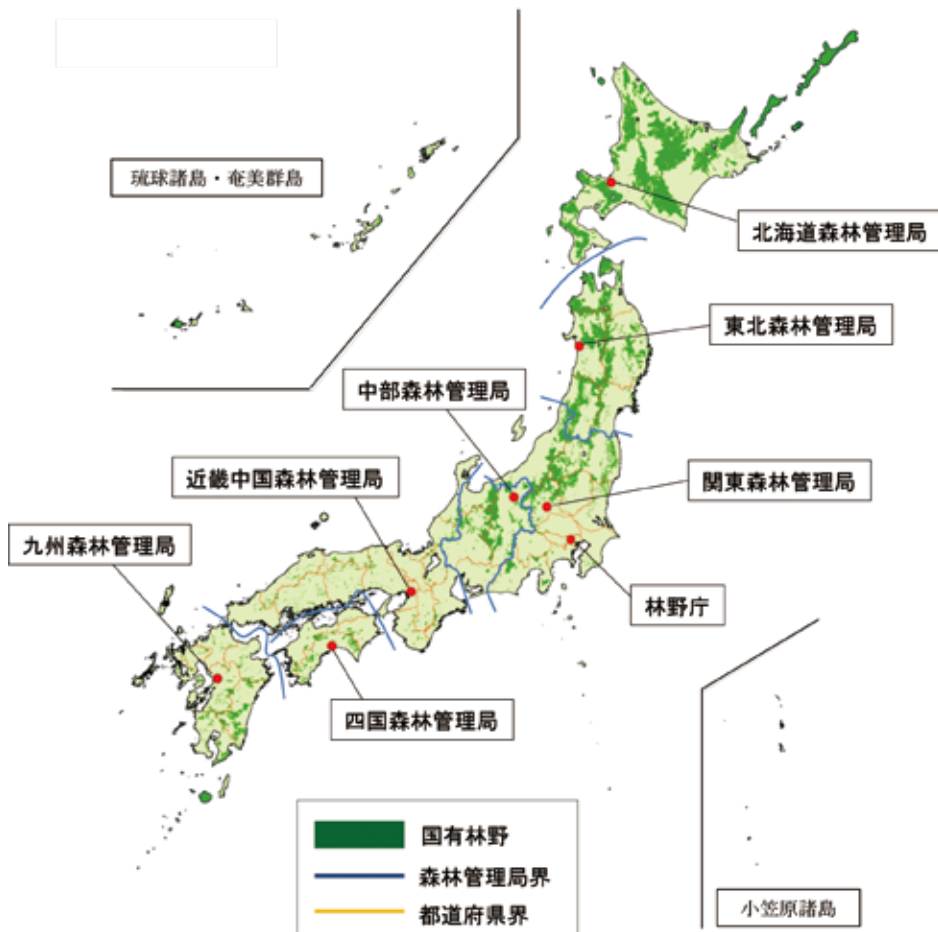 琉球諸島・奄美群島
北海道森林管理局
東北森林管理局
中部森林管理局
近畿中国森林管理局
関東森林管理局
九州森林管理局
林野庁
四国森林管理局
国有林野
森林管理局界
都道府県界
小笠原諸島